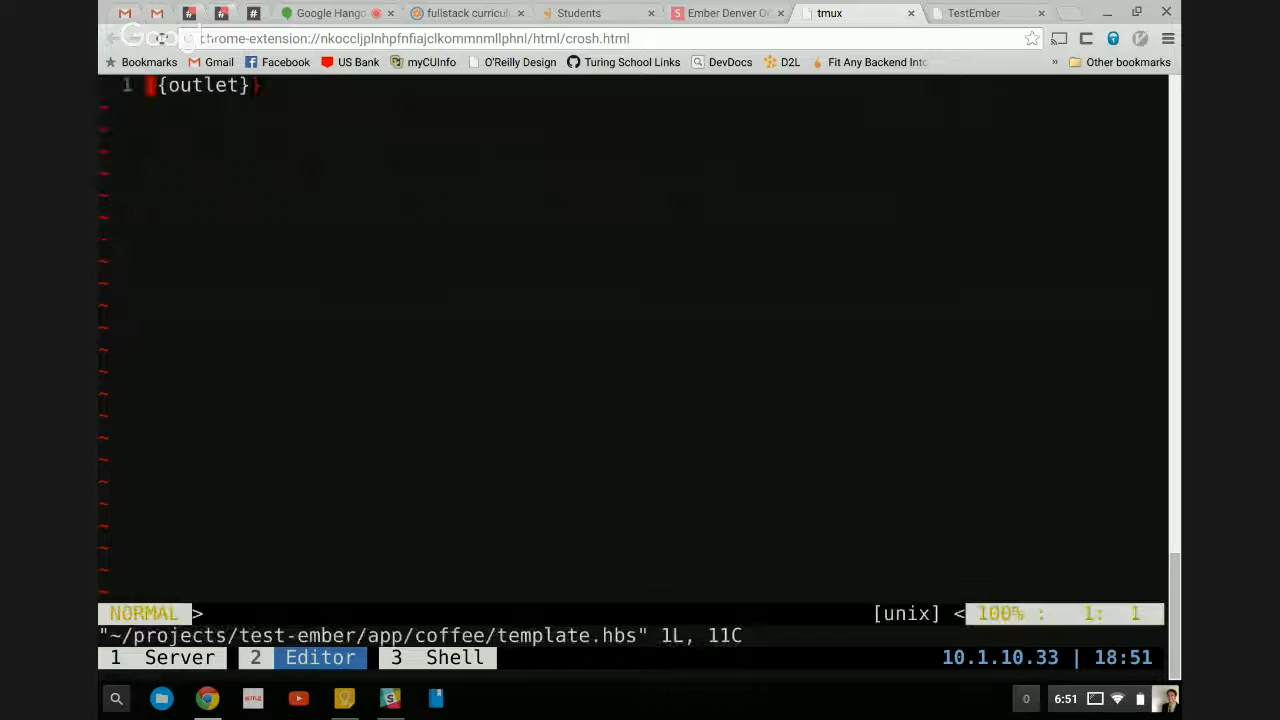 Google Hango
fullstack curricul
Students
Ember Denver O
tmux
TestEmber
chrome-extension://nkoccljplnhpfnfiajclkommnmllphnl/html/crosh.html
Bookmarks
Gmail
Facebook
US Bank
myCUInfo
O'Reilly Design
Turing School Links
DevDocs
D2L
Fit Any Backend Int
»
Other bookmarks
1 {{outlet}}
NORMAL >
[unix] < 100% : 1: 1
"~/projects/test-ember/app/coffee/template.hbs" 1L, 11C
1 Server
2 Editor
3 Shell
10.1.10.33 | 18:51
0
6:51